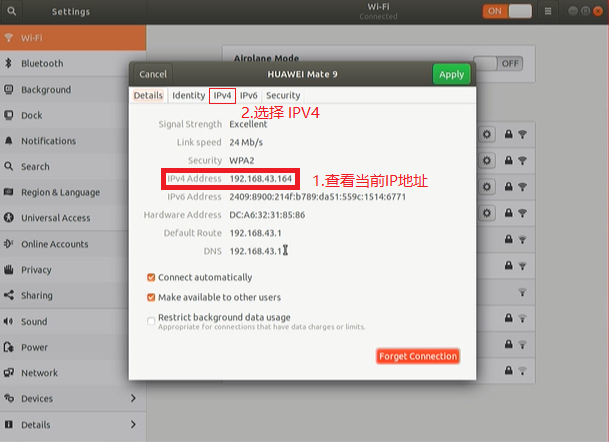 Settings
Wi-Fi
Connected
ON
Wi-Fi
Bluetooth
Background
Dock
Notifications
Search
Region & Language
Universal Access
Online Accounts
Privacy
Sharing
Sound
Power
Network
Devices
Details
Airplane Mode
OFF
Cancel
HUAWEI Mate 9
Apply
Details
Identity
IPv4
IPv6
Security
2.选择 IPV4
Signal Strength Excellent
Link speed 24 Mb/s
Security WPA2
IPv4 Address 192.168.43.164
1.查看当前IP地址
IPv6 Address 2409:8900:214f:b789:da51:559c:1514:6771
Hardware Address DC:A6:32:31:85:86
Default Route 192.168.43.1
DNS 192.168.43.1
Connect automatically
Make available to other users
Restrict background data usage
Appropriate for connections that have data charges or limits.
Forget Connection